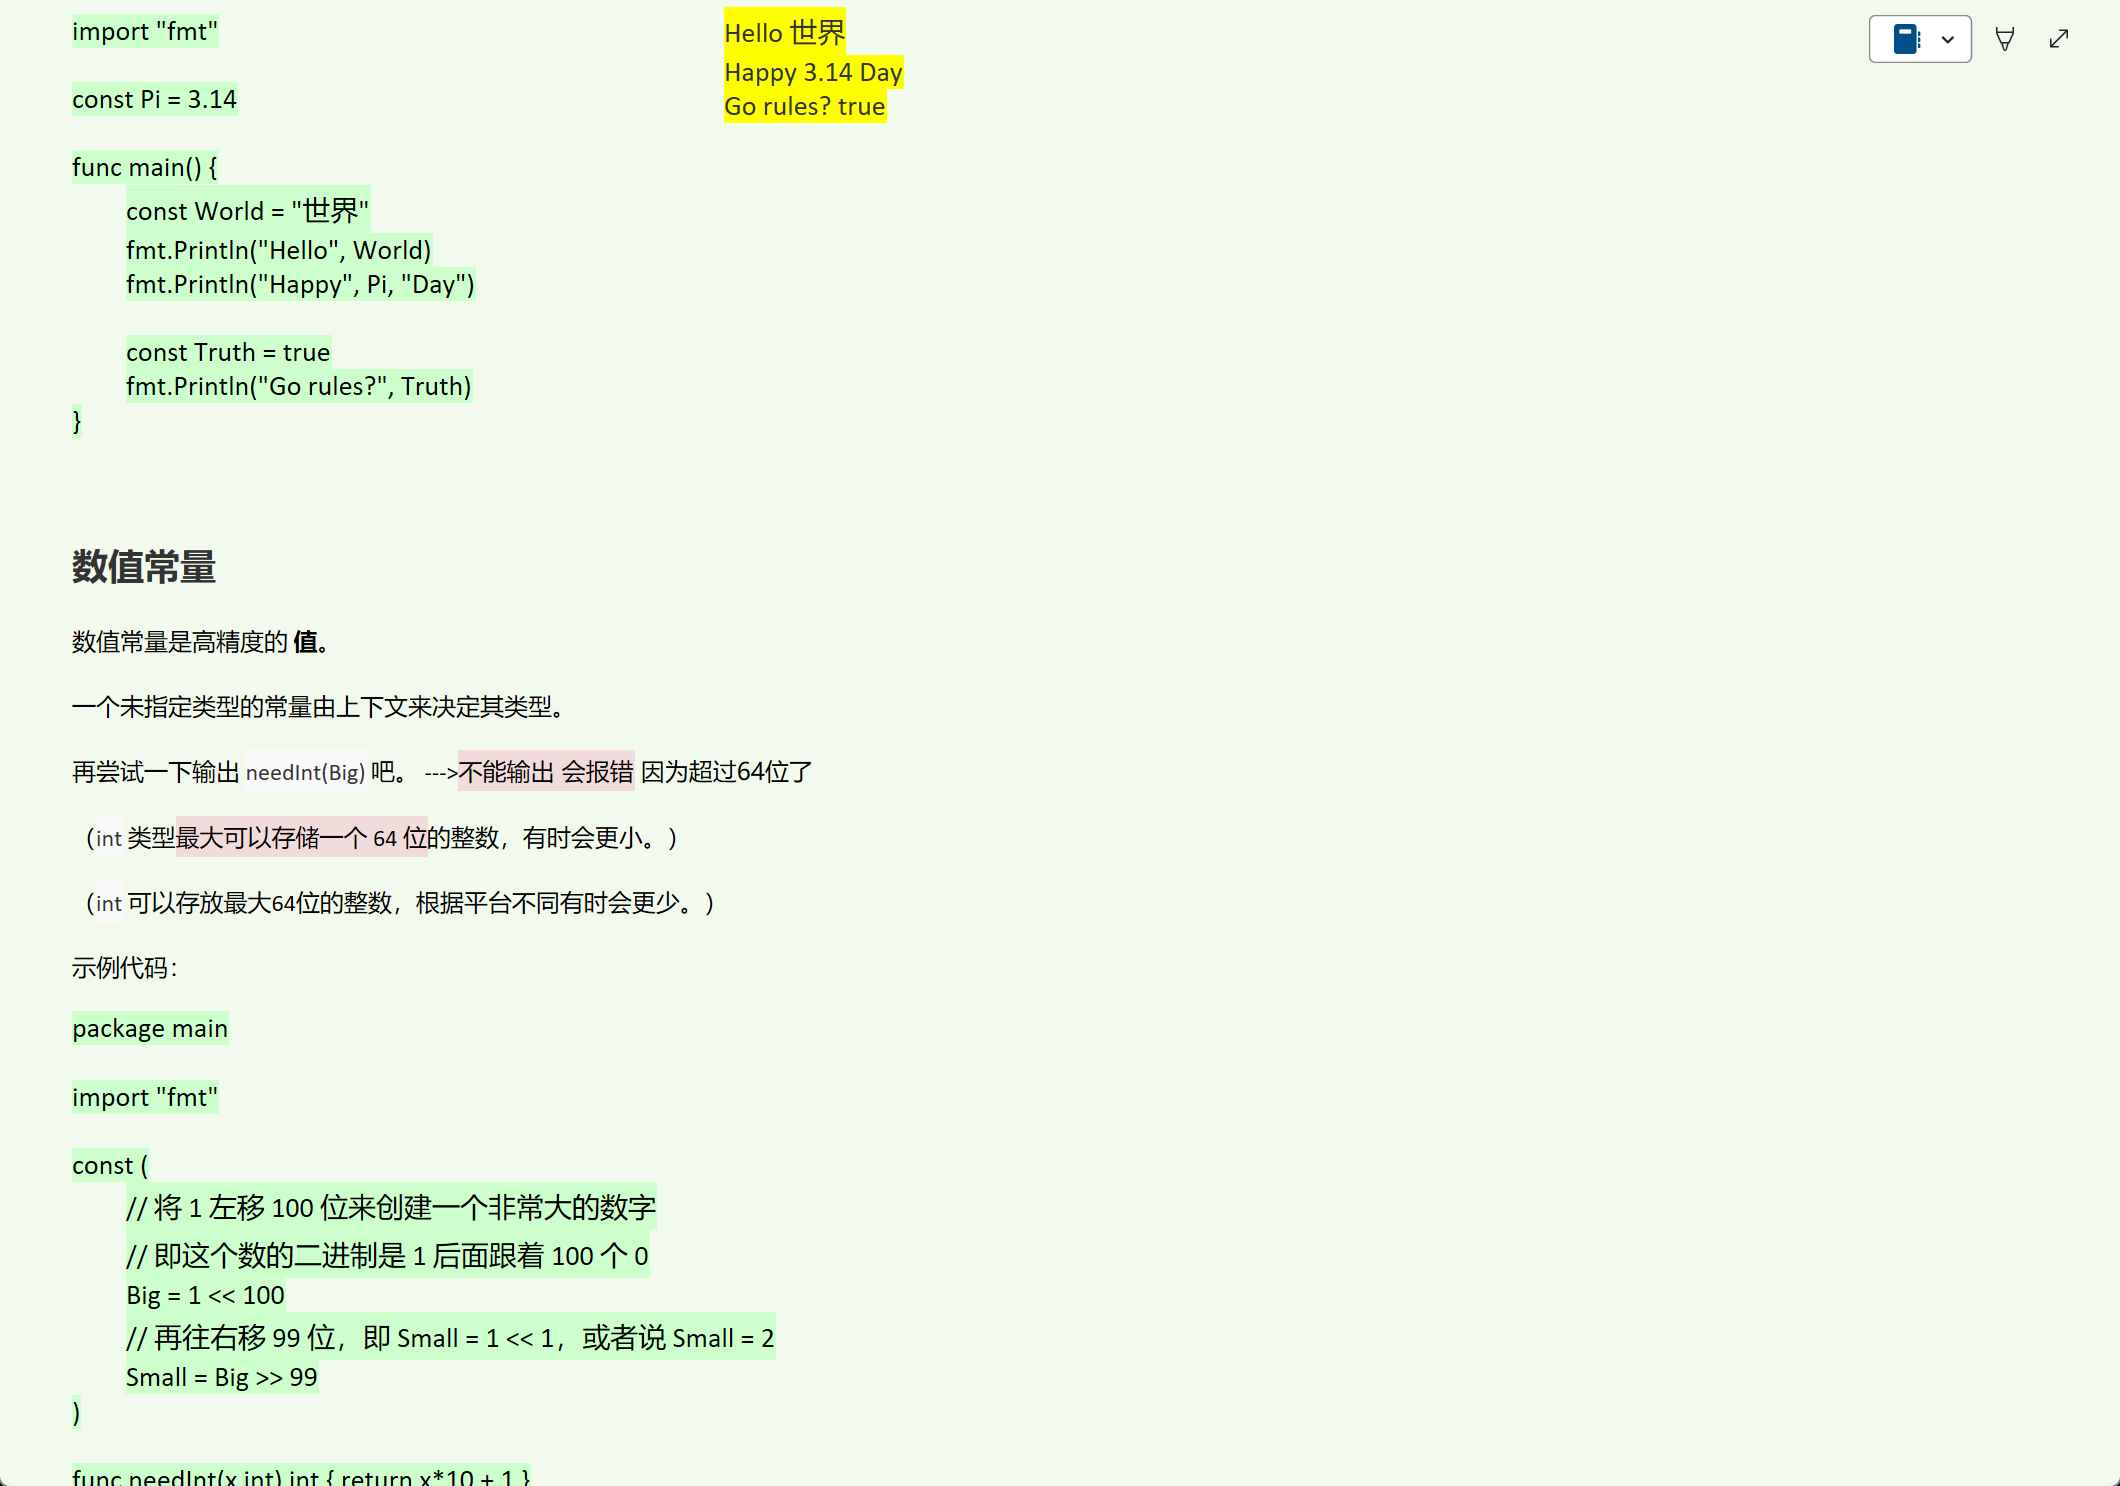 import "fmt"
const Pi = 3.14
func main() {
const World = "世界"
fmt.Println("Hello", World)
fmt.Println("Happy", Pi, "Day")
const Truth = true
fmt.Println("Go rules?", Truth)
}
Hello 世界
Happy 3.14 Day
Go rules? true
数值常量
数值常量是高精度的 值。
一个未指定类型的常量由上下文来决定其类型。
再尝试一下输出 needInt(Big) 吧。 --->不能输出 会报错 因为超过64位了
（int 类型最大可以存储一个 64 位的整数，有时会更小。）
（int 可以存放最大64位的整数，根据平台不同有时会更少。）
示例代码：
package main
import "fmt"
const (
// 将 1 左移 100 位来创建一个非常大的数字
// 即这个数的二进制是 1 后面跟着 100 个 0
Big = 1 << 100
// 再往右移 99 位，即 Small = 1 << 1，或者说 Small = 2
Small = Big >> 99
)
func needInt(x int) int { return x*10 + 1 }